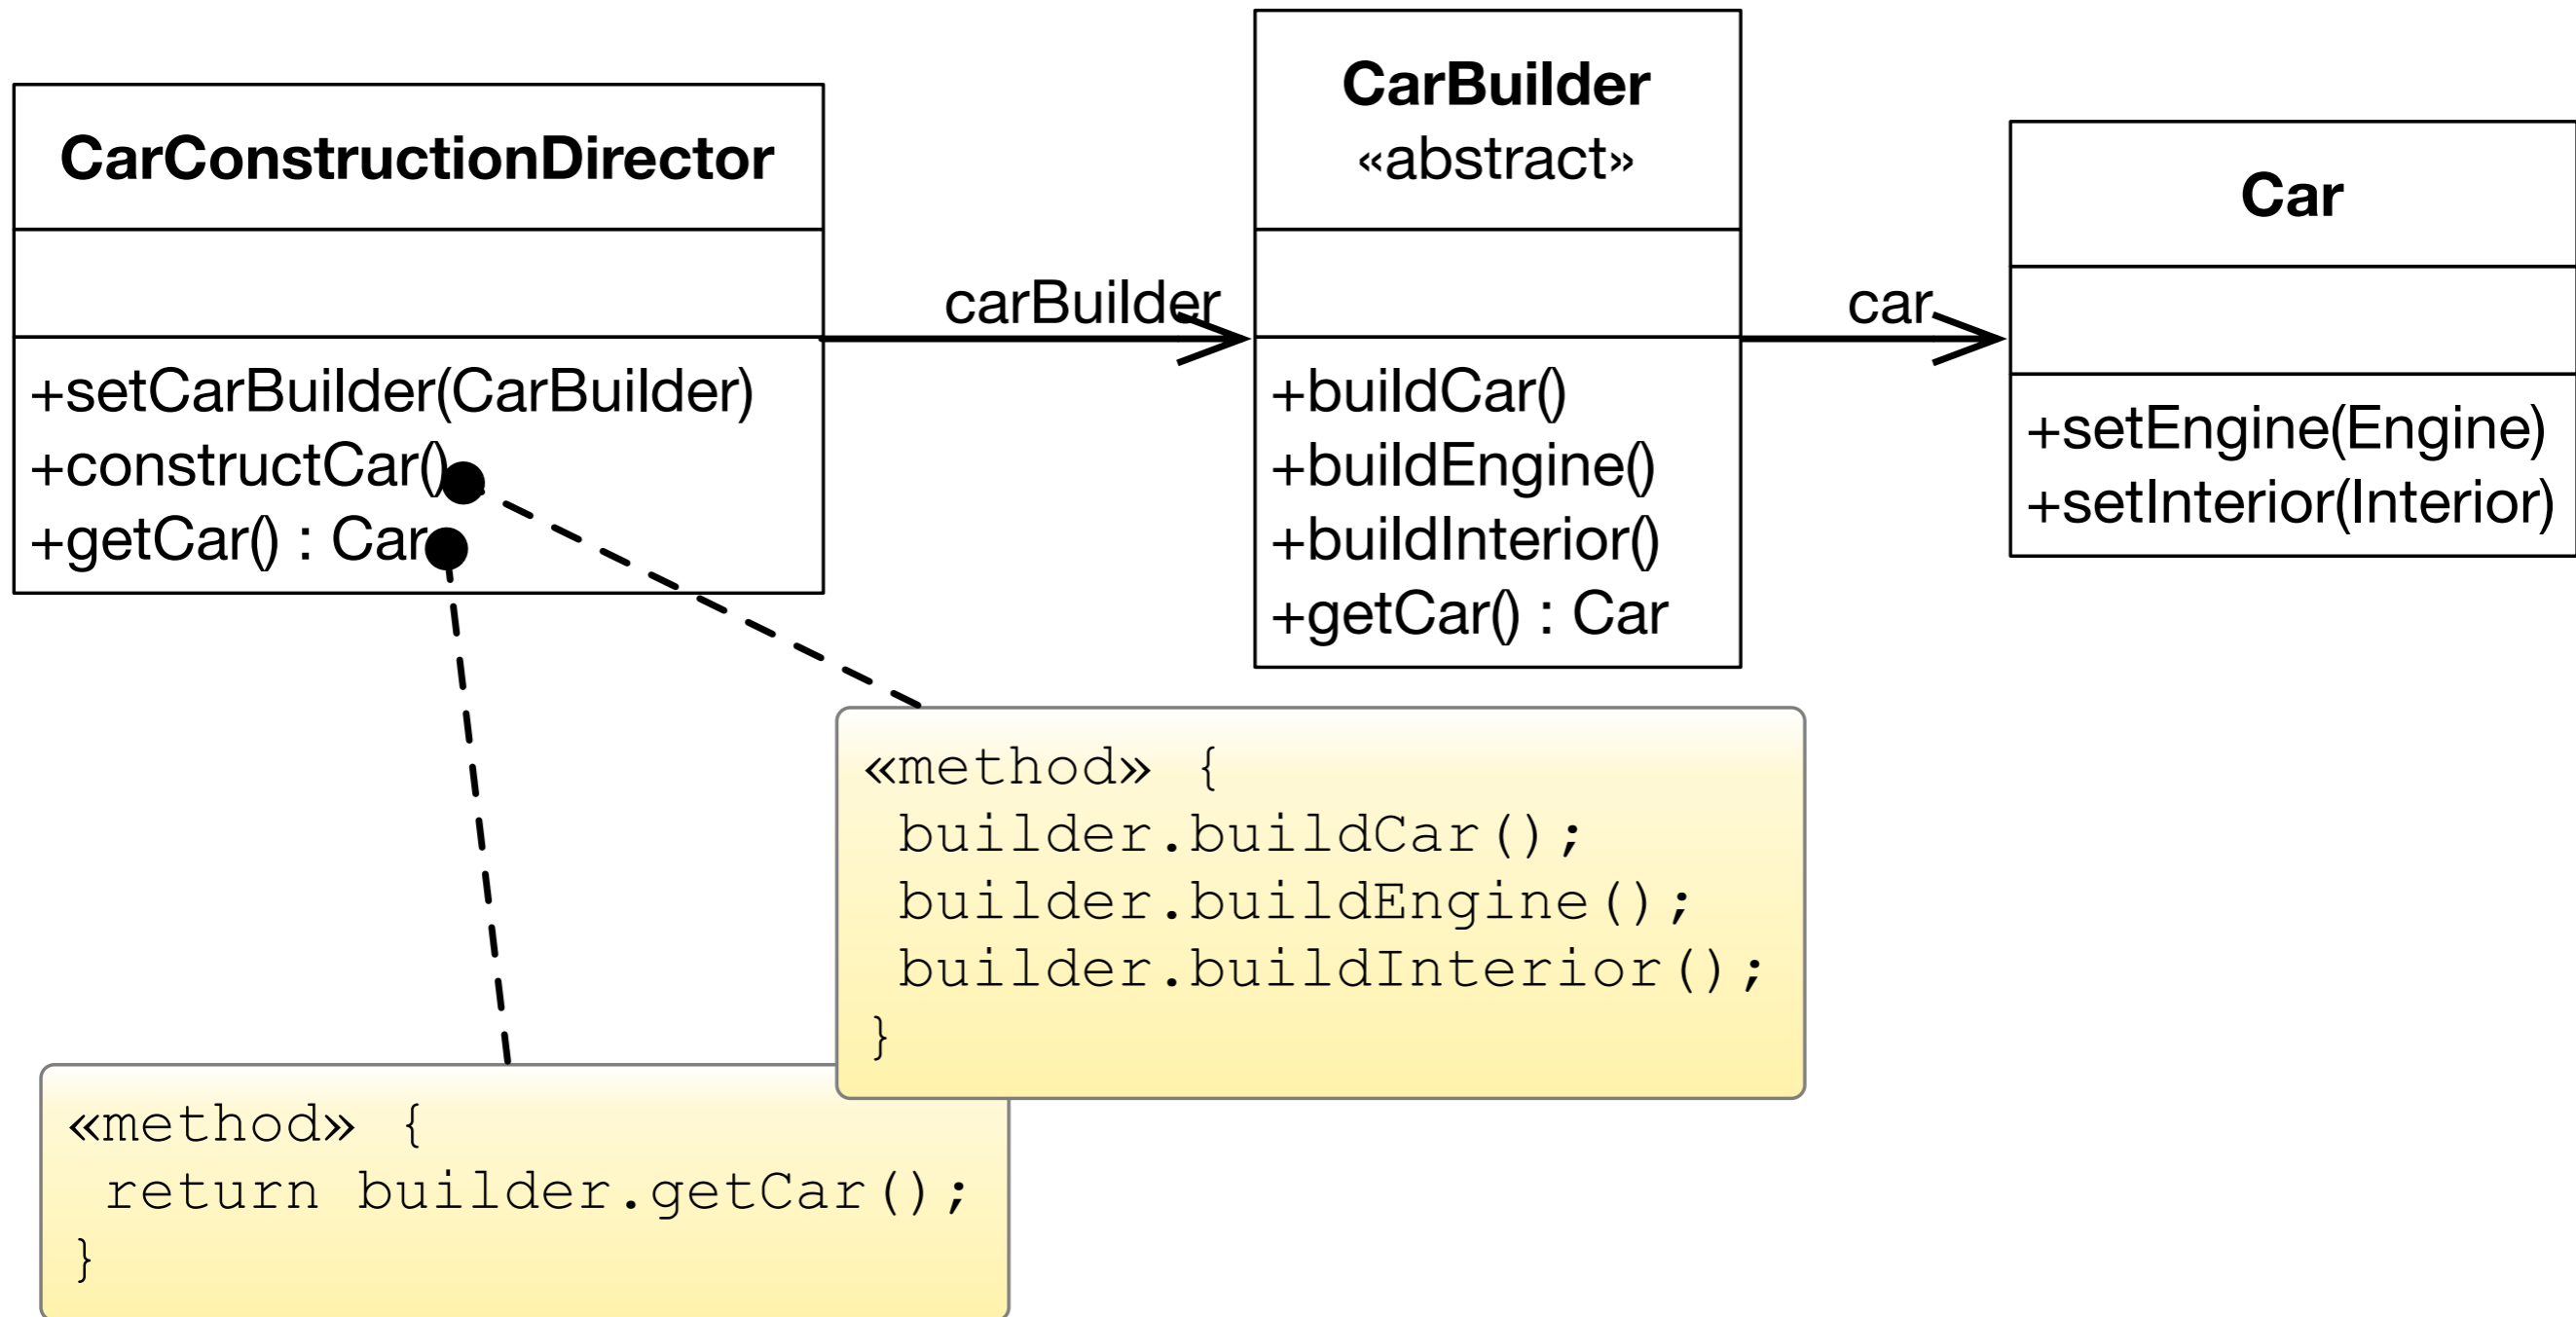 CarConstructionDirector
+setCarBuilder(CarBuilder)
+constructCar()
+getCar() : Car
carBuilder
CarBuilder
«abstract»
+buildCar()
+buildEngine()
+buildInterior()
+getCar() : Car
car
Car
+setEngine(Engine)
+setInterior(Interior)
«method» {
builder.buildCar();
builder.buildEngine();
builder.buildInterior();
}
«method» {
return builder.getCar();
}